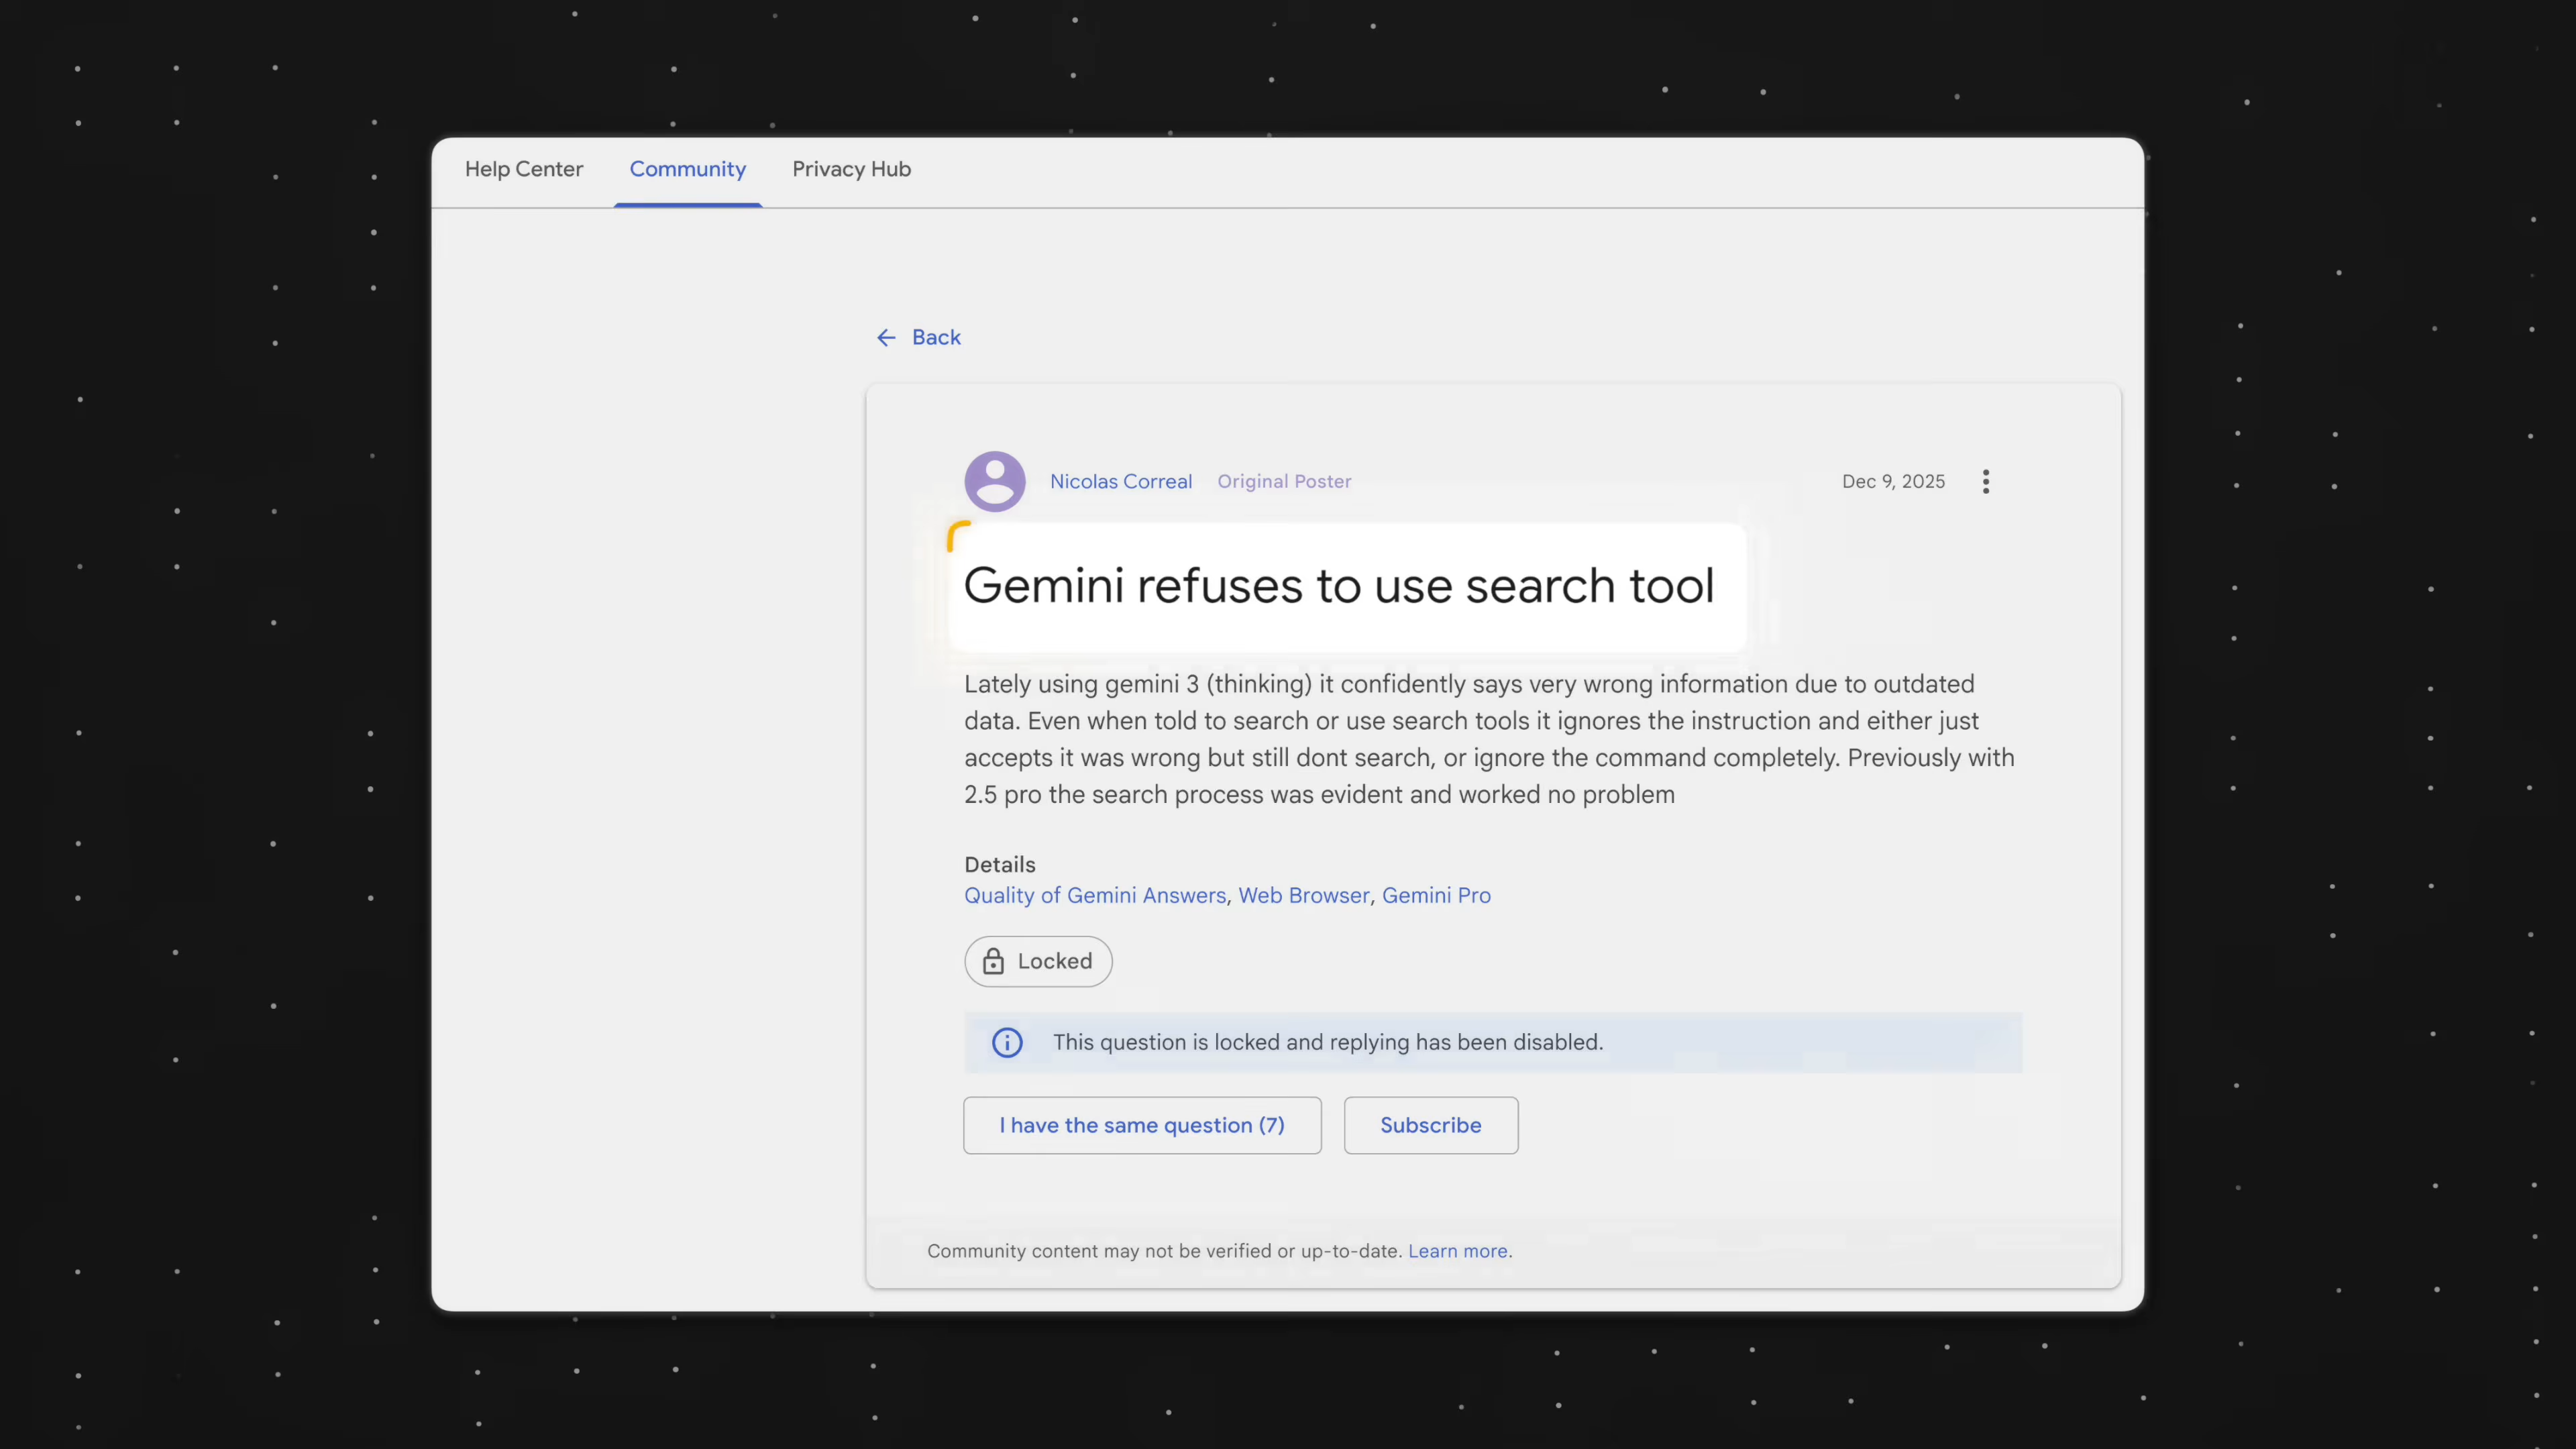 Help Center Community Privacy Hub
Back
Nicolas Correal Original Poster Dec 9, 2025
Gemini refuses to use search tool
Lately using gemini 3 (thinking) it confidently says very wrong information due to outdated
data. Even when told to search or use search tools it ignores the instruction and either just
accepts it was wrong but still dont search, or ignore the command completely. Previously with
2.5 pro the search process was evident and worked no problem
Details
Quality of Gemini Answers, Web Browser, Gemini Pro
Locked
This question is locked and replying has been disabled.
I have the same question (7) Subscribe
Community content may not be verified or up-to-date. Learn more.